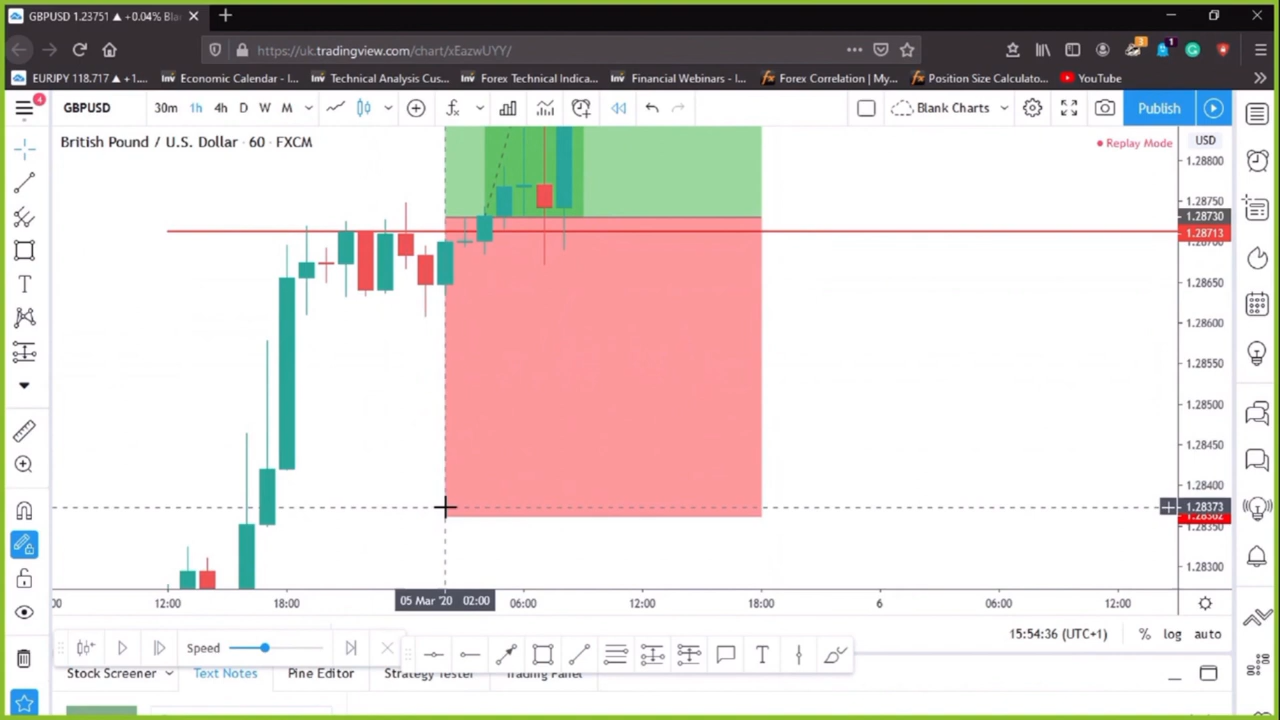 GBPUSD 1.23751 ▲ +0.04% Bla
https://uk.tradingview.com/chart/xEazwUYY/
3
1
EURJPY 118.717 ▲ +1....
Economic Calendar - I...
Technical Analysis Cus...
Forex Technical Indica...
Financial Webinars - I...
Forex Correlation | My...
Position Size Calculato...
YouTube
4
GBPUSD
30m 1h 4h D W M
Blank Charts
Publish
British Pound / U.S. Dollar · 60 · FXCM
Replay Mode
USD
1.28800
1.28750
1.28730
1.28713
1.28650
1.28600
1.28550
1.28500
1.28450
1.28400
1.28373
1.28350
1.28300
12:00
18:00
05 Mar '20 02:00
06:00
12:00
18:00
6
06:00
12:00
15:54:36 (UTC+1)
% log auto
Speed
Stock Screener
Text Notes
Pine Editor
Strategy Tester
Trading Panel